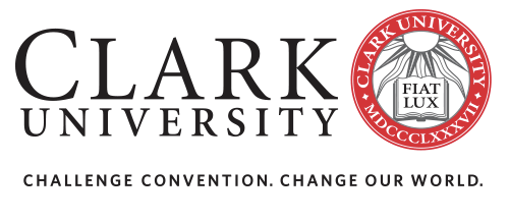 CLARK
UNIVERSITY
CLARK UNIVERSITY
FIAT
LUX
MDCCCLXXXVII
CHALLENGE CONVENTION. CHANGE OUR WORLD.